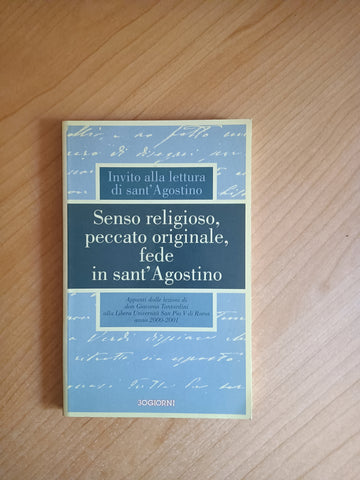 Invito alla lettura
di sant'Agostino
Senso religioso,
peccato originale,
fede
in sant'Agostino
Appunti dalle lezioni di
don Giacomo Tantardini
alla Libera Università San Pio V di Roma
anno 2000-2001
30GIORNI